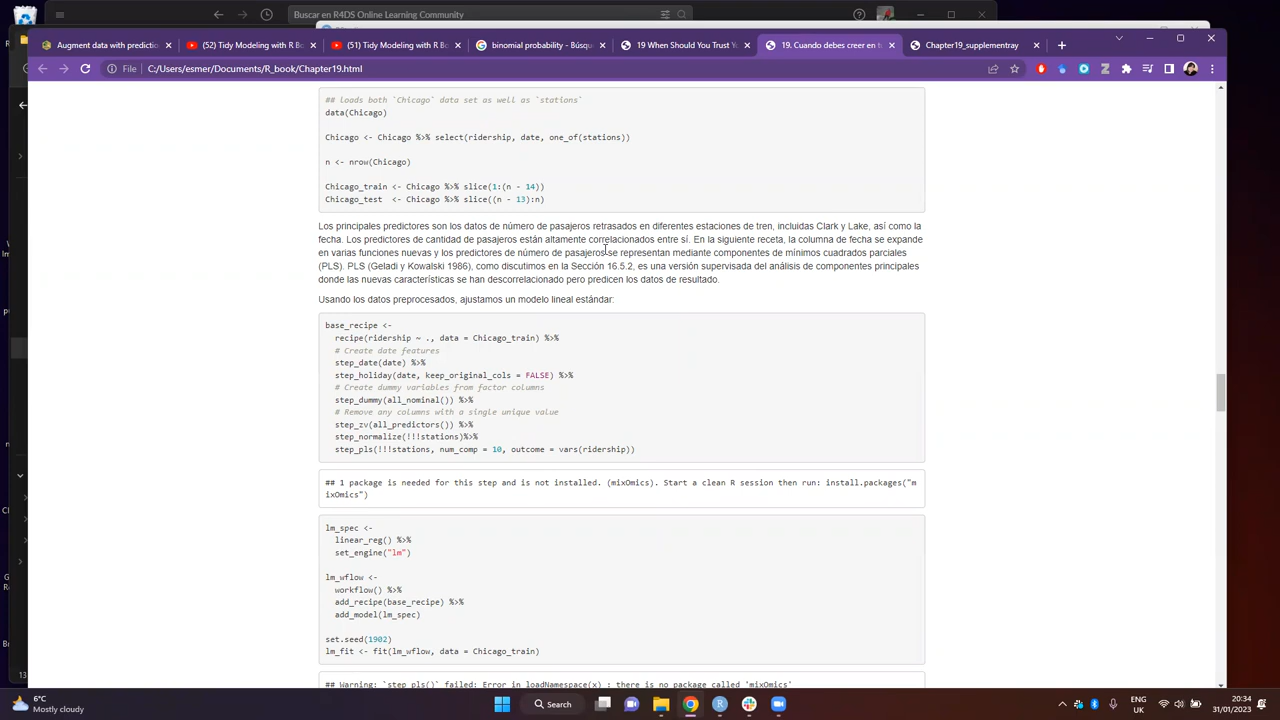 Buscar en R4DS Online Learning Community
Augment data with predictio
(52) Tidy Modeling with R Bo
(51) Tidy Modeling with R Bo
binomial probability - Búsqu
19 When Should You Trust Yo
19. Cuando debes creer en t
Chapter19_supplementray
File
C:/Users/esmer/Documents/R_book/Chapter19.html
## loads both `Chicago` data set as well as `stations`
data(Chicago)
Chicago <- Chicago %>% select(ridership, date, one_of(stations))
n <- nrow(Chicago)
Chicago_train <- Chicago %>% slice(1:(n - 14))
Chicago_test  <- Chicago %>% slice((n - 13):n)
Los principales predictores son los datos de número de pasajeros retrasados en diferentes estaciones de tren, incluidas Clark y Lake, así como la
fecha. Los predictores de cantidad de pasajeros están altamente correlacionados entre sí. En la siguiente receta, la columna de fecha se expande
en varias funciones nuevas y los predictores de número de pasajeros se representan mediante componentes de mínimos cuadrados parciales
(PLS). PLS (Geladi y Kowalski 1986), como discutimos en la Sección 16.5.2, es una versión supervisada del análisis de componentes principales
donde las nuevas características se han descorrelacionado pero predicen los datos de resultado.
Usando los datos preprocesados, ajustamos un modelo lineal estándar:
base_recipe <-
recipe(ridership ~ ., data = Chicago_train) %>%
# Create date features
step_date(date) %>%
step_holiday(date, keep_original_cols = FALSE) %>%
# Create dummy variables from factor columns
step_dummy(all_nominal()) %>%
# Remove any columns with a single unique value
step_zv(all_predictors()) %>%
step_normalize(!!!stations)%>%
step_pls(!!!stations, num_comp = 10, outcome = vars(ridership))
## 1 package is needed for this step and is not installed. (mixOmics). Start a clean R session then run: install.packages("m
ixOmics")
lm_spec <-
linear_reg() %>%
set_engine("lm")
lm_wflow <-
workflow() %>%
add_recipe(base_recipe) %>%
add_model(lm_spec)
set.seed(1902)
lm_fit <- fit(lm_wflow, data = Chicago_train)
## Warning: `step_pls()` failed: Error in loadNamespace(x) : there is no package called 'mixOmics'
6°C
Mostly cloudy
Search
ENG
UK
20:34
31/01/2023